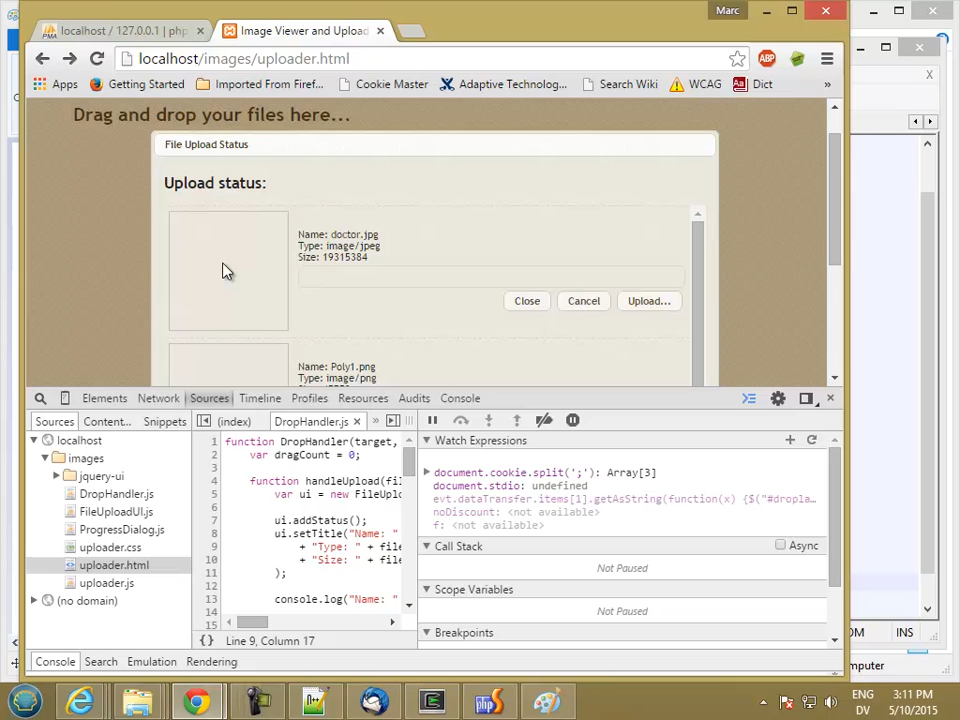 Marc
localhost / 127.0.0.1 | php
Image Viewer and Upload
localhost/images/uploader.html
ABP
Apps
Getting Started
Imported From Firef...
Cookie Master
Adaptive Technolog...
Search Wiki
WCAG
Dict
»
Drag and drop your files here...
File Upload Status
Upload status:
Name: doctor.jpg
Type: image/jpeg
Size: 19315384
Close
Cancel
Upload...
Name: Poly1.png
Type: image/png
Elements
Network
Sources
Timeline
Profiles
Resources
Audits
Console
Sources
Content...
Snippets
(index)
DropHandler.js
»
localhost
images
jquery-ui
DropHandler.js
FileUploadUI.js
ProgressDialog.js
uploader.css
uploader.html
uploader.js
(no domain)
1 function DropHandler(target,
2 var dragCount = 0;
3
4 function handleUpload(fil
5 var ui = new FileUplo
6
7 ui.addStatus();
8 ui.setTitle("Name: "
9 + "Type: " + file
10 + "Size: " + file
11 );
12
13 console.log("Name: "
14
15
{} Line 9, Column 17
Watch Expressions
document.cookie.split(';'): Array[3]
document.stdio: undefined
evt.dataTransfer.items[1].getAsString(function(x) {$("#dropla...
noDiscount: <not available>
f: <not available>
Call Stack
Async
Not Paused
Scope Variables
Not Paused
Breakpoints
Console
Search
Emulation
Rendering
OM
INS
mputer
ENG
DV
3:11 PM
5/10/2015